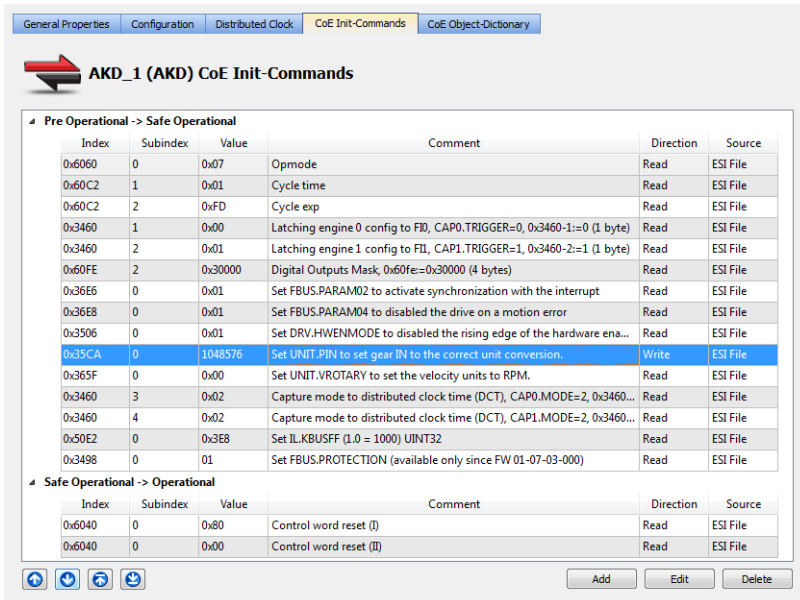 General Properties Configuration Distributed Clock CoE Init-Commands CoE Object-Dictionary
AKD_1 (AKD) CoE Init-Commands
Pre Operational -> Safe Operational
Index Subindex Value Comment Direction Source
0x6060 0 0x07 Opmode Read ESI File
0x60C2 1 0x01 Cycle time Read ESI File
0x60C2 2 0xFD Cycle exp Read ESI File
0x3460 1 0x00 Latching engine 0 config to FI0, CAP0.TRIGGER=0, 0x3460-1:=0 (1 byte) Read ESI File
0x3460 2 0x01 Latching engine 1 config to FI1, CAP1.TRIGGER=1, 0x3460-2:=1 (1 byte) Read ESI File
0x60FE 2 0x30000 Digital Outputs Mask, 0x60fe:=0x30000 (4 bytes) Read ESI File
0x36E6 0 0x01 Set FBUS.PARAM02 to activate synchronization with the interrupt Read ESI File
0x36E8 0 0x01 Set FBUS.PARAM04 to disabled the drive on a motion error Read ESI File
0x3506 0 0x01 Set DRV.HWENMODE to disabled the rising edge of the hardware ena... Read ESI File
0x35CA 0 1048576 Set UNIT.PIN to set gear IN to the correct unit conversion. Write ESI File
0x365F 0 0x00 Set UNIT.VROTARY to set the velocity units to RPM. Read ESI File
0x3460 3 0x02 Capture mode to distributed clock time (DCT), CAP0.MODE=2, 0x3460... Read ESI File
0x3460 4 0x02 Capture mode to distributed clock time (DCT), CAP1.MODE=2, 0x3460... Read ESI File
0x50E2 0 0x3E8 Set IL.KBUSFF (1.0 = 1000) UINT32 Read ESI File
0x3498 0 01 Set FBUS.PROTECTION (available only since FW 01-07-03-000) Read ESI File
Safe Operational -> Operational
Index Subindex Value Comment Direction Source
0x6040 0 0x80 Control word reset (I) Read ESI File
0x6040 0 0x00 Control word reset (II) Read ESI File
Add Edit Delete